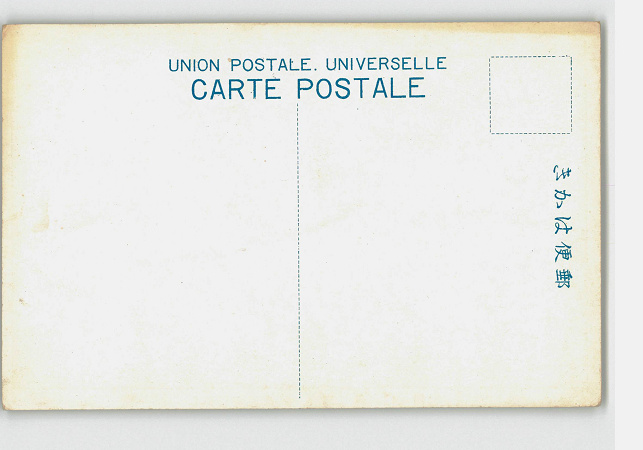 UNION POSTALE. UNIVERSELLE
CARTE POSTALE
郵便はかき